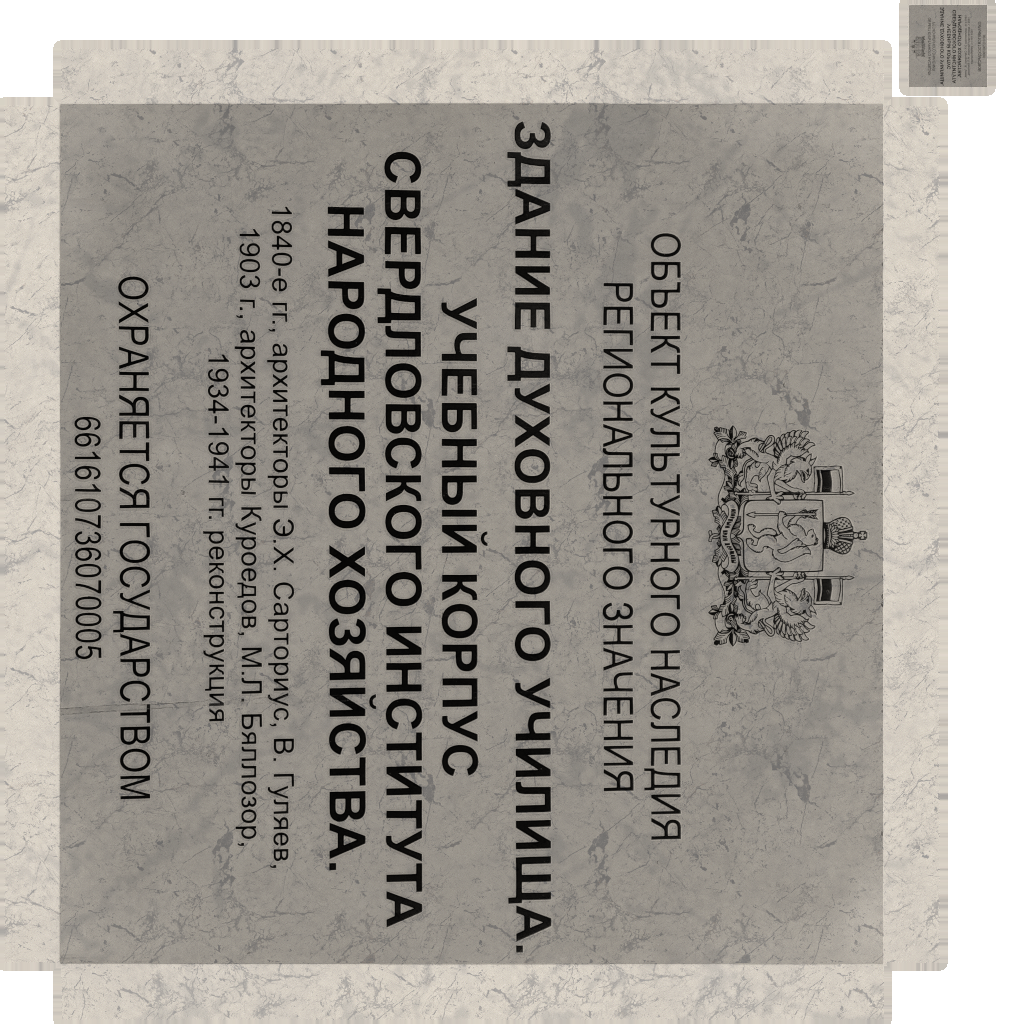 ОБЪЕКТ КУЛЬТУРНОГО НАСЛЕДИЯ
РЕГИОНАЛЬНОГО ЗНАЧЕНИЯ
ЗДАНИЕ ДУХОВНОГО УЧИЛИЩА.
УЧЕБНЫЙ КОРПУС
СВЕРДЛОВСКОГО ИНСТИТУТА
НАРОДНОГО ХОЗЯЙСТВА.
1840-е гг., архитекторы Э.Х. Сарториус, В. Гуляев,
1903 г., архитекторы Куроедов, М.Л. Бяллозор,
1934-1941 гг. реконструкция
ОХРАНЯЕТСЯ ГОСУДАРСТВОМ
661610736070005